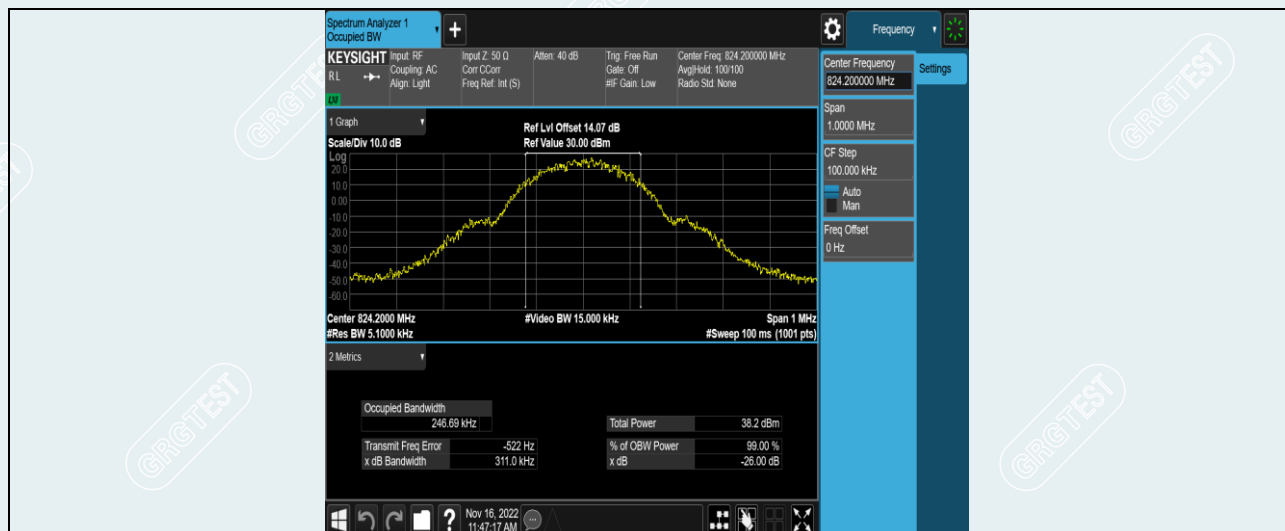 Spectrum Analyzer 1
Occupied BW
+
Frequency
KEYSIGHT
R L
LXI
Input: RF
Coupling: AC
Align: Light
Input Z: 50 Ω
Corr CCorr
Freq Ref: Int (S)
Atten: 40 dB
Trig: Free Run
Gate: Off
#IF Gain: Low
Center Freq: 824.200000 MHz
Avg|Hold: 100/100
Radio Std: None
Center Frequency
824.200000 MHz
Settings
Span
1.0000 MHz
CF Step
100.000 kHz
Auto
Man
Freq Offset
0 Hz
1 Graph
Scale/Div 10.0 dB
Ref Lvl Offset 14.07 dB
Ref Value 30.00 dBm
Log
20.0
10.0
0.00
-10.0
-20.0
-30.0
-40.0
-50.0
-60.0
Center 824.2000 MHz
#Res BW 5.1000 kHz
#Video BW 15.000 kHz
Span 1 MHz
#Sweep 100 ms (1001 pts)
2 Metrics
Occupied Bandwidth
246.69 kHz
Total Power 38.2 dBm
Transmit Freq Error -522 Hz
% of OBW Power 99.00 %
x dB Bandwidth 311.0 kHz
x dB -26.00 dB
?
Nov 16, 2022
11:47:17 AM
GRGTEST
GRGTEST
GRGTEST
GRGTEST